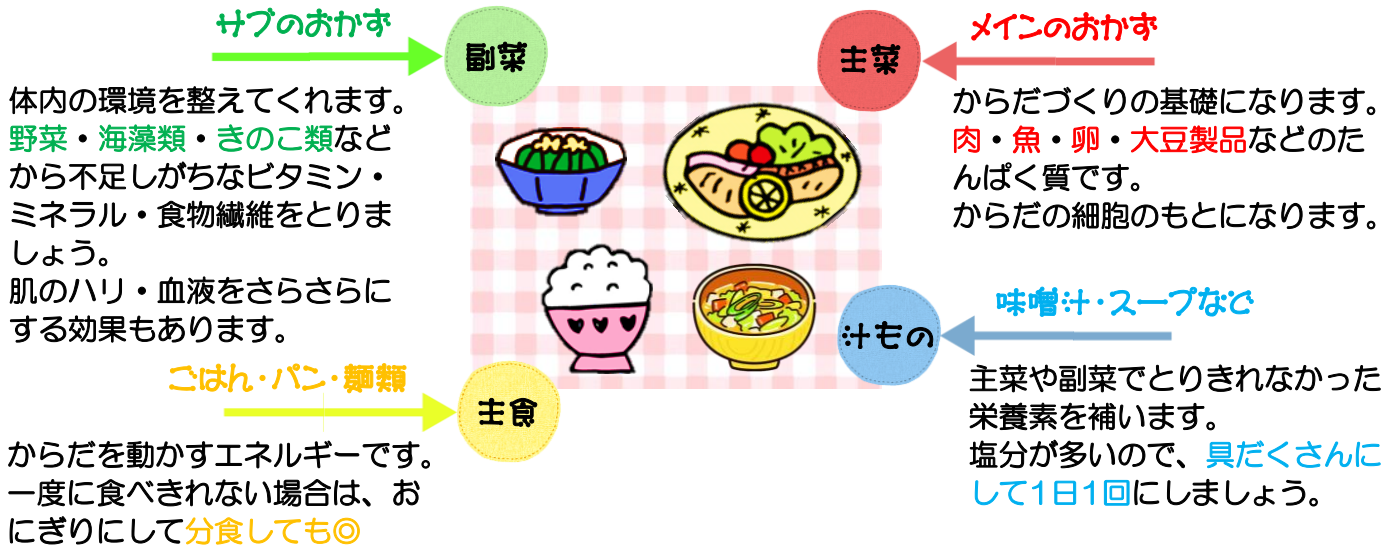 サブのおかず
副菜
体内の環境を整えてくれます。
野菜・海藻類・きのこ類など
から不足しがちなビタミン・
ミネラル・食物繊維をとりま
しょう。
肌のハリ・血液をさらさらに
する効果もあります。
メインのおかず
主菜
からだづくりの基礎になります。
肉・魚・卵・大豆製品などのた
んぱく質です。
からだの細胞のもとになります。
ごはん・パン・麺類
主食
からだを動かすエネルギーです。
一度に食べきれない場合は、お
にぎりにして分食しても◎
味噌汁・スープなど
汁もの
主菜や副菜でとりきれなかった
栄養素を補います。
塩分が多いので、具だくさんに
して1日1回にしましょう。